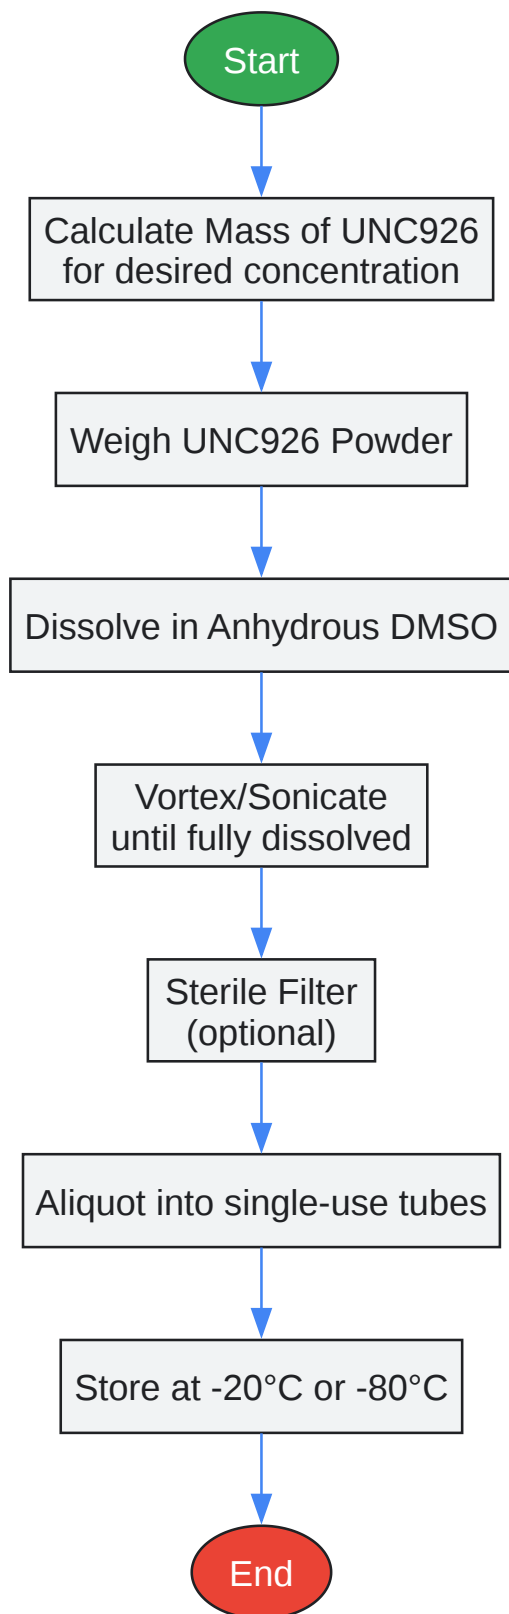 Start
Calculate Mass of UNC926
for desired concentration
Weigh UNC926 Powder
Dissolve in Anhydrous DMSO
Vortex/Sonicate
until fully dissolved
Sterile Filter
(optional)
Aliquot into single-use tubes
Store at -20°C or -80°C
End